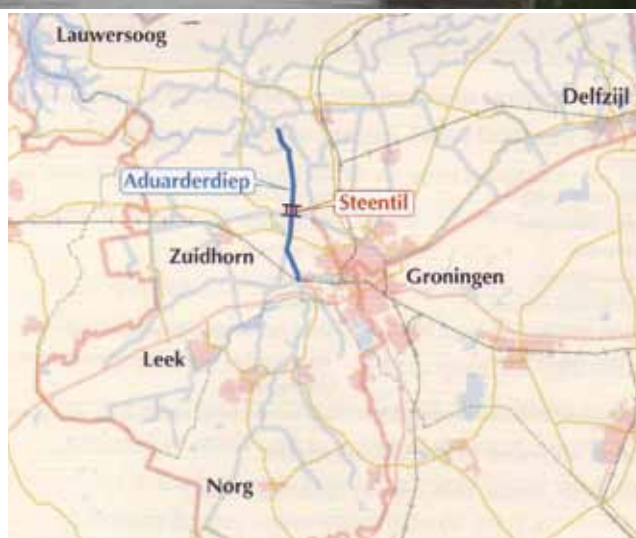 Lauwersoog
Delfzijl
Aduarderdiep
Steentil
Zuidhorn
Groningen
Leek
Norg